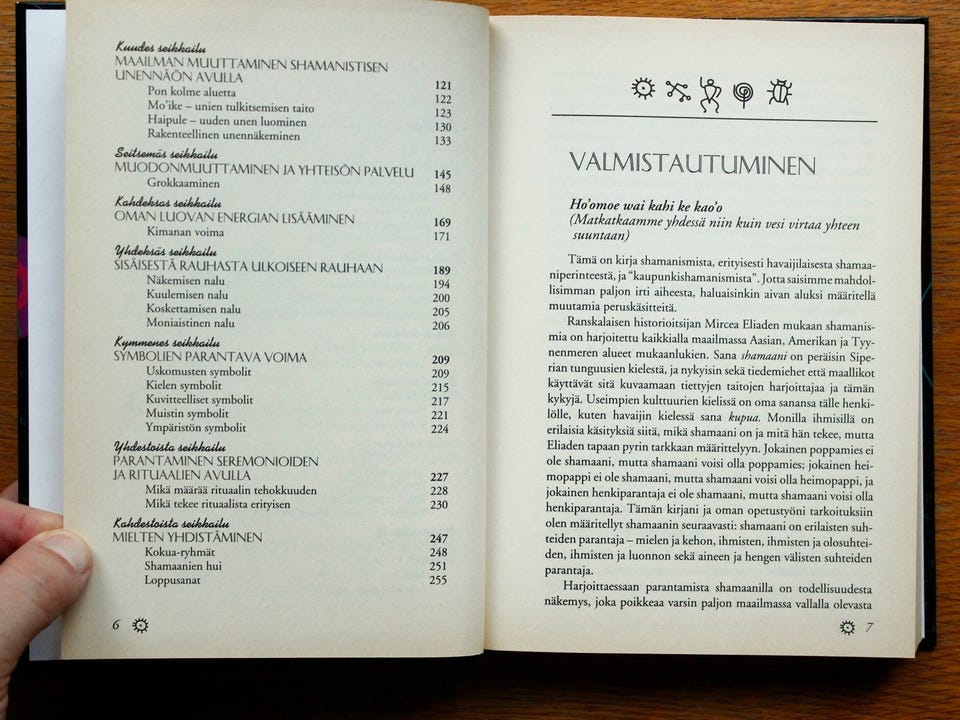 Kuudes seikkailu
MAAILMAN MUUTTAMINEN SHAMANISTISEN
UNENNÄÖN AVULLA 121
Pon kolme aluetta 122
Mo'ike – unien tulkitsemisen taito 123
Haipule – uuden unen luominen 130
Rakenteellinen unennäkeminen 133
Seitsemäs seikkailu
MUODONMUUTTAMINEN JA YHTEISÖN PALVELU 145
Grokkaaminen 148
Kahdeksas seikkailu
OMAN LUOVAN ENERGIAN LISÄÄMINEN 169
Kimanan voima 171
Yhdeksäs seikkailu
SISÄISESTÄ RAUHASTA ULKOISEEN RAUHAAN 189
Näkemisen nalu 194
Kuulemisen nalu 200
Koskettamisen nalu 205
Moniaistinen nalu 206
Kymmenes seikkailu
SYMBOLIEN PARANTAVA VOIMA 209
Uskomusten symbolit 209
Kielen symbolit 215
Kuvitteelliset symbolit 217
Muistin symbolit 221
Ympäristön symbolit 224
Yhdestoista seikkailu
PARANTAMINEN SEREMONIOIDEN
JA RITUAALIEN AVULLA 227
Mikä määrää rituaalin tehokkuuden 228
Mikä tekee rituaalista erityisen 230
Kahdestoista seikkailu
MIELTEN YHDISTÄMINEN 247
Kokua-ryhmät 248
Shamaanien hui 251
Loppusanat 255
6
VALMISTAUTUMINEN
Ho'omoe wai kahi ke kao'o
(Matkatkaamme yhdessä niin kuin vesi virtaa yhteen
suuntaan)
Tämä on kirja shamanismista, erityisesti havaijilaisesta shamaa-
niperinteestä, ja "kaupunkishamanismista". Jotta saisimme mahdol-
lisimman paljon irti aiheesta, haluaisinkin aivan aluksi määritellä
muutamia peruskäsitteitä.
Ranskalaisen historioitsijan Mircea Eliaden mukaan shamanis-
mia on harjoitettu kaikkialla maailmassa Aasian, Amerikan ja Tyy-
nenmeren alueet mukaanlukien. Sana shamaani on peräisin Sipe-
rian tunguusien kielestä, ja nykyisin sekä tiedemiehet että maallikot
käyttävät sitä kuvaamaan tiettyjen taitojen harjoittajaa ja tämän
kykyjä. Useimpien kulttuurien kielissä on oma sanansa tälle henki-
lölle, kuten havaijin kielessä sana kupua. Monilla ihmisillä on
erilaisia käsityksiä siitä, mikä shamaani on ja mitä hän tekee, mutta
Eliaden tapaan pyrin tarkkaan määrittelyyn. Jokainen poppamies ei
ole shamaani, mutta shamaani voisi olla poppamies; jokainen hei-
mopappi ei ole shamaani, mutta shamaani voisi olla heimopappi, ja
jokainen henkiparantaja ei ole shamaani, mutta shamaani voisi olla
henkiparantaja. Tämän kirjani ja oman opetustyöni tarkoituksiin
olen määritellyt shamaanin seuraavasti: shamaani on erilaisten suh-
teiden parantaja – mielen ja kehon, ihmisten, ihmisten ja olosuhtei-
den, ihmisten ja luonnon sekä aineen ja hengen välisten suhteiden
parantaja.
Harjoittaessaan parantamista shamaanilla on todellisuudesta
näkemys, joka poikkeaa varsin paljon maailmassa vallalla olevasta
7